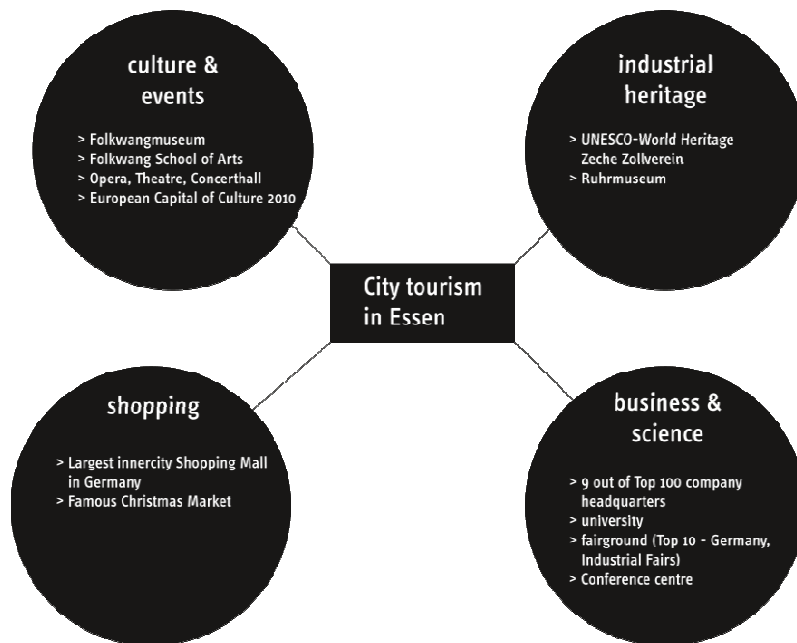 culture &
events
> Folkwangmuseum
> Folkwang School of Arts
> Opera, Theatre, Concerthall
> European Capital of Culture 2010
industrial
heritage
> UNESCO-World Heritage
Zeche Zollverein
> Ruhrmuseum
City tourism
in Essen
shopping
> Largest innercity Shopping Mall
in Germany
> Famous Christmas Market
business &
science
> 9 out of Top 100 company
headquarters
> university
> fairground (Top 10 - Germany,
Industrial Fairs)
> Conference centre